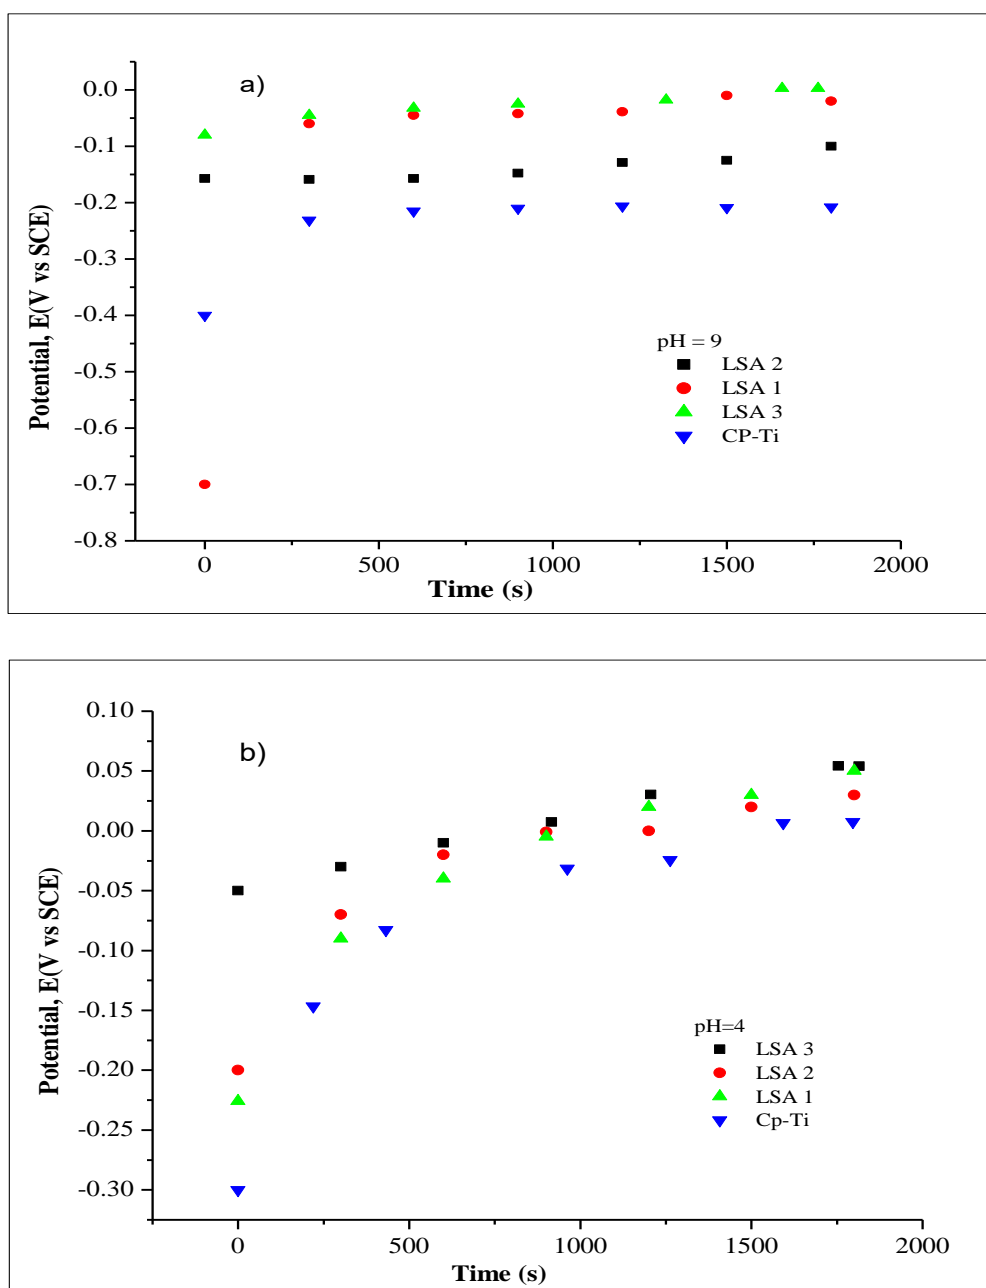 a)
0.0
-0.1
-0.2
-0.3
-0.4
-0.5
-0.6
-0.7
-0.8
Potential, E(V vs SCE)
pH = 9
LSA 2
LSA 1
LSA 3
CP-Ti
0 500 1000 1500 2000
Time (s)
b)
0.10
0.05
0.00
-0.05
-0.10
-0.15
-0.20
-0.25
-0.30
Potential, E(V vs SCE)
pH=4
LSA 3
LSA 2
LSA 1
Cp-Ti
0 500 1000 1500 2000
Time (s)